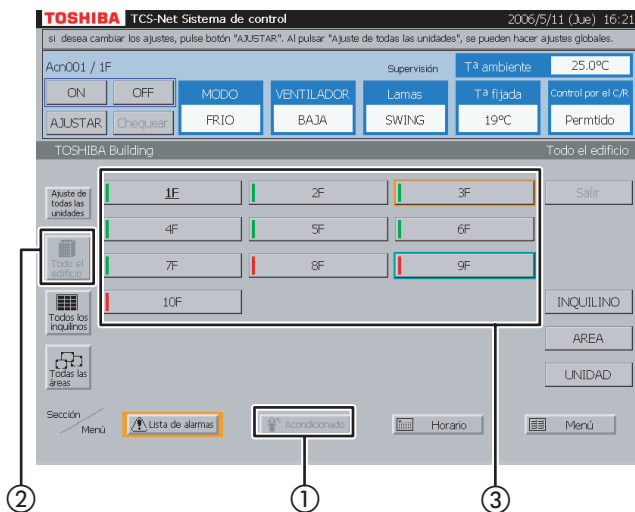 TOSHIBA TCS-Net Sistema de control 2006/5/11 (Jue) 16:21
si desea cambiar los ajustes, pulse botón "AJUSTAR". Al pulsar "Ajuste de todas las unidades", se pueden hacer ajustes globales.
Acn001 / 1F Supervisión Tª ambiente 25.0ºC
ON OFF MODO VENTILADOR Lamas Tª fijada Control por el C/R
AJUSTAR Chequear FRIO BAJA SWING 19ºC Permtido
TOSHIBA Building Todo el edificio
Ajuste de
todas las
unidades
1F 2F 3F Salir
4F 5F 6F
②
Todo el
edificio
7F 8F 9F
Todos los
inquilinos
10F INQUILINO
AREA
Todas las
áreas
UNIDAD
Sección
Menú
Lista de alarmas Acondicionado Horario Menú
② ① ③